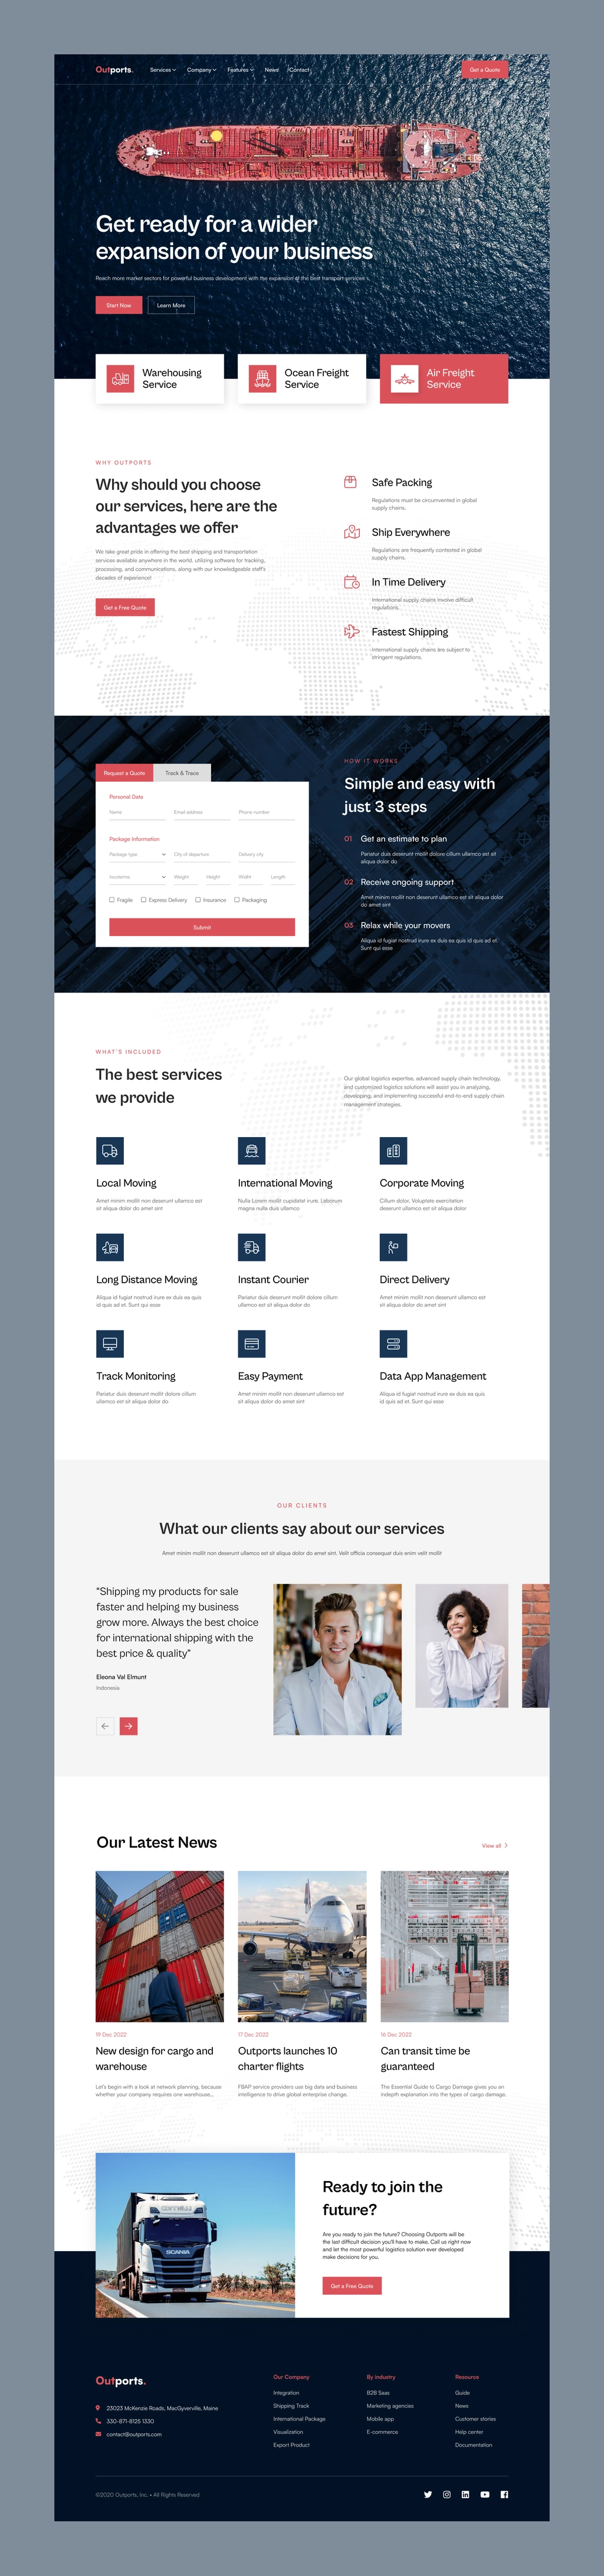 Outports.
Services
Company
Features
News
Contact
Get a Quote
Get ready for a wider
expansion of your business
Reach more market sectors for powerful business development with the expansion of the best transport services
Start Now
Learn More
Warehousing
Service
Ocean Freight
Service
Air Freight
Service
WHY OUTPORTS
Why should you choose
our services, here are the
advantages we offer
We take great pride in offering the best shipping and transportation
services available anywhere in the world, utilizing software for tracking,
processing, and communications, along with our knowledgeable staff's
decades of experience!
Get a Free Quote
Safe Packing
Regulations must be circumvented in global
supply chains.
Ship Everywhere
Regulations are frequently contested in global
supply chains.
In Time Delivery
International supply chains involve difficult
regulations.
Fastest Shipping
International supply chains are subject to
stringent regulations.
Request a Quote
Track & Trace
Personal Data
Name
Email address
Phone number
Package Information
Package type
City of departure
Delivery city
Incoterms
Weight
Height
Width
Length
Fragile
Express Delivery
Insurance
Packaging
Submit
HOW IT WORKS
Simple and easy with
just 3 steps
01 Get an estimate to plan
Pariatur duis deserunt mollit dolore cillum ullamco est sit
aliqua dolor do
02 Receive ongoing support
Amet minim mollit non deserunt ullamco est sit aliqua dolor
do amet sint
03 Relax while your movers
Aliqua id fugiat nostrud irure ex duis ea quis id quis ad et.
Sunt qui esse
WHAT'S INCLUDED
The best services
we provide
Our global logistics expertise, advanced supply chain technology,
and customized logistics solutions will assist you in analyzing,
developing, and implementing successful end-to-end supply chain
management strategies.
Local Moving
Amet minim mollit non deserunt ullamco est
sit aliqua dolor do amet sint
International Moving
Nulla Lorem mollit cupidatat irure. Laborum
magna nulla duis ullamco
Corporate Moving
Cillum dolor. Voluptate exercitation
deserunt ullamco est sit aliqua dolor
Long Distance Moving
Aliqua id fugiat nostrud irure ex duis ea quis
id quis ad et. Sunt qui esse
Instant Courier
Pariatur duis deserunt mollit dolore cillum
ullamco est sit aliqua dolor do
Direct Delivery
Amet minim mollit non deserunt ullamco est
sit aliqua dolor do amet sint
Track Monitoring
Pariatur duis deserunt mollit dolore cillum
ullamco est sit aliqua dolor do
Easy Payment
Amet minim mollit non deserunt ullamco est
sit aliqua dolor do amet sint
Data App Management
Aliqua id fugiat nostrud irure ex duis ea quis
id quis ad et. Sunt qui esse
OUR CLIENTS
What our clients say about our services
Amet minim mollit non deserunt ullamco est sit aliqua dolor do amet sint. Velit officia consequat duis enim velit mollit
"Shipping my products for sale
faster and helping my business
grow more. Always the best choice
for international shipping with the
best price & quality"
Eleona Val Elmunt
Indonesia
Our Latest News
View all
19 Dec 2022
New design for cargo and
warehouse
Let's begin with a look at network planning, because
whether your company requires one warehouse...
17 Dec 2022
Outports launches 10
charter flights
FBAP service providers use big data and business
intelligence to drive global enterprise change.
16 Dec 2022
Can transit time be
guaranteed
The Essential Guide to Cargo Damage gives you an
indepth explanation into the types of cargo damage.
SCANIA
Ready to join the
future?
Are you ready to join the future? Choosing Outports will be
the last difficult decision you'll have to make. Call us right now
and let the most powerful logistics solution ever developed
make decisions for you.
Get a Free Quote
Outports.
23023 McKenzie Roads, MacGyverville, Maine
330-871-8125 1330
contact@outports.com
Our Company
Integration
Shipping Track
International Package
Visualization
Export Product
By industry
B2B Saas
Marketing agencies
Mobile app
E-commerce
Resource
Guide
News
Customer stories
Help center
Documentation
©2020 Outports, Inc. • All Rights Reserved